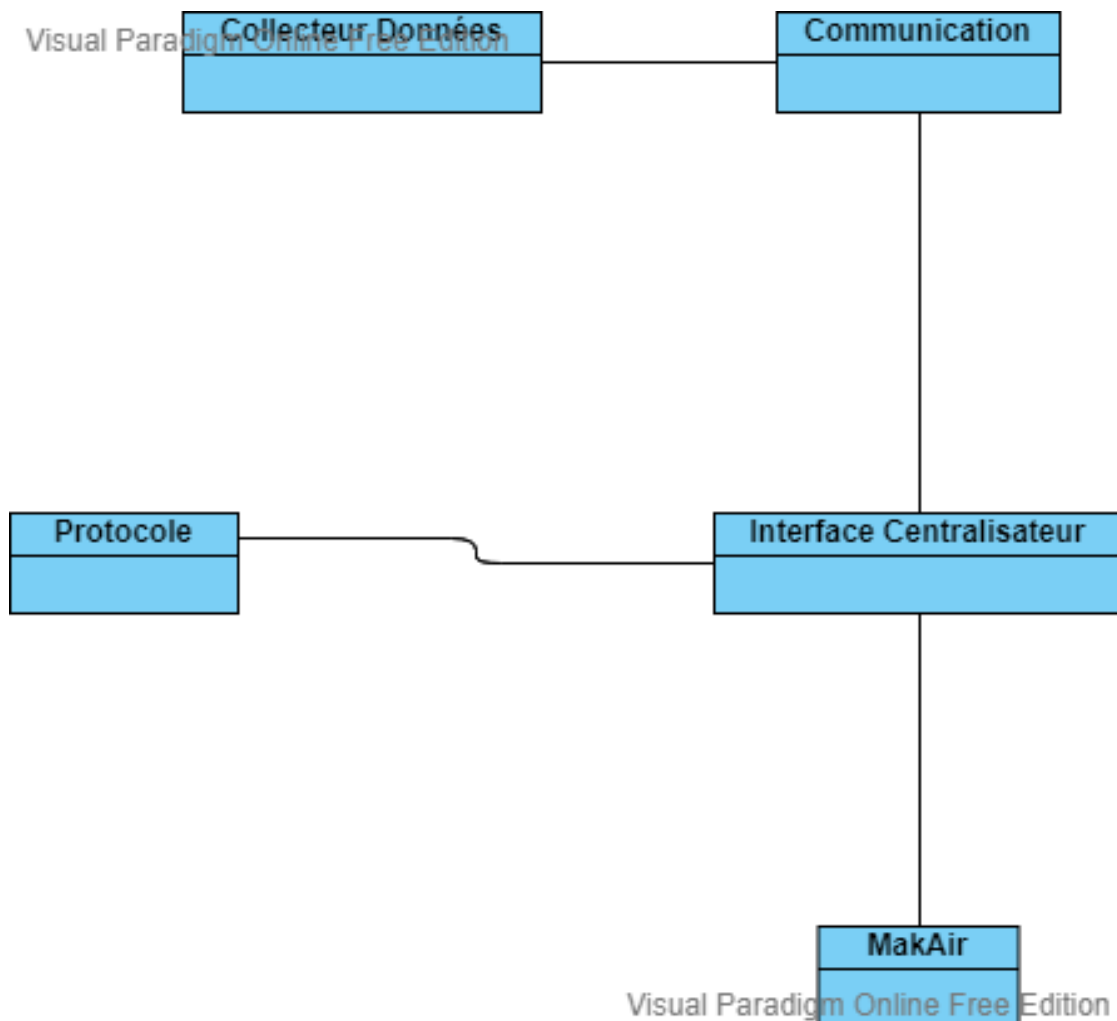 Visual Paradigm Online Free Edition
Collecteur Données
Communication
Protocole
Interface Centralisateur
MakAir
Visual Paradigm Online Free Edition